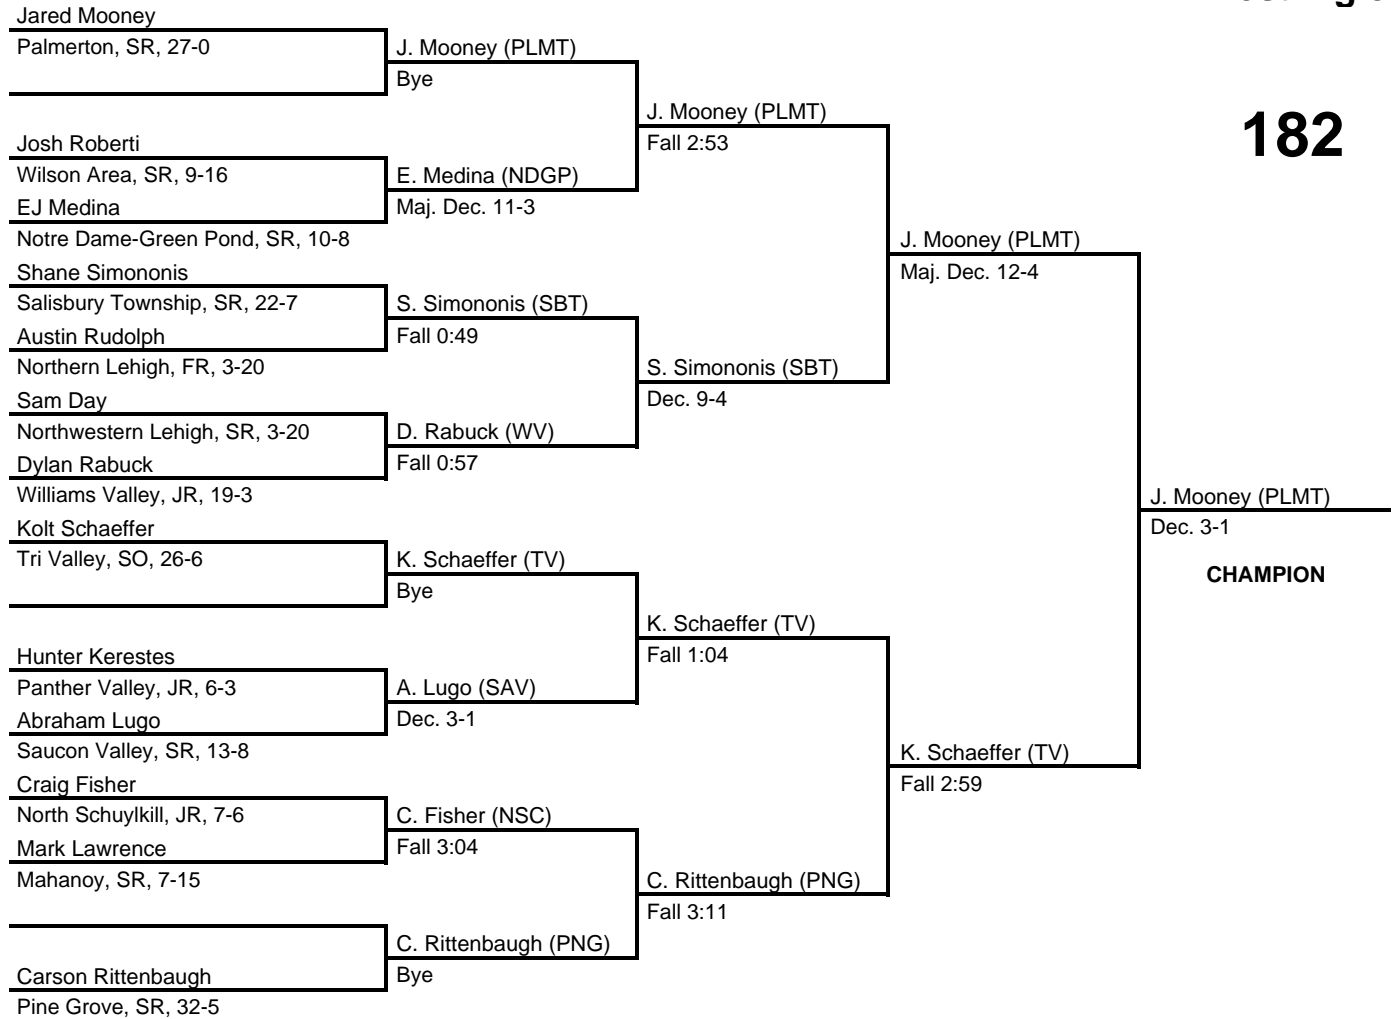 Jared Mooney
Palmerton, SR, 27-0
J. Mooney (PLMT)
Bye
J. Mooney (PLMT)
Fall 2:53
182
Josh Roberti
Wilson Area, SR, 9-16
EJ Medina
Notre Dame-Green Pond, SR, 10-8
E. Medina (NDGP)
Maj. Dec. 11-3
J. Mooney (PLMT)
Maj. Dec. 12-4
Shane Simononis
Salisbury Township, SR, 22-7
Austin Rudolph
Northern Lehigh, FR, 3-20
S. Simononis (SBT)
Fall 0:49
S. Simononis (SBT)
Dec. 9-4
Sam Day
Northwestern Lehigh, SR, 3-20
Dylan Rabuck
Williams Valley, JR, 19-3
D. Rabuck (WV)
Fall 0:57
J. Mooney (PLMT)
Dec. 3-1
CHAMPION
Kolt Schaeffer
Tri Valley, SO, 26-6
K. Schaeffer (TV)
Bye
K. Schaeffer (TV)
Fall 1:04
Hunter Kerestes
Panther Valley, JR, 6-3
Abraham Lugo
Saucon Valley, SR, 13-8
A. Lugo (SAV)
Dec. 3-1
K. Schaeffer (TV)
Fall 2:59
Craig Fisher
North Schuylkill, JR, 7-6
Mark Lawrence
Mahanoy, SR, 7-15
C. Fisher (NSC)
Fall 3:04
C. Rittenbaugh (PNG)
Fall 3:11
C. Rittenbaugh (PNG)
Bye
Carson Rittenbaugh
Pine Grove, SR, 32-5